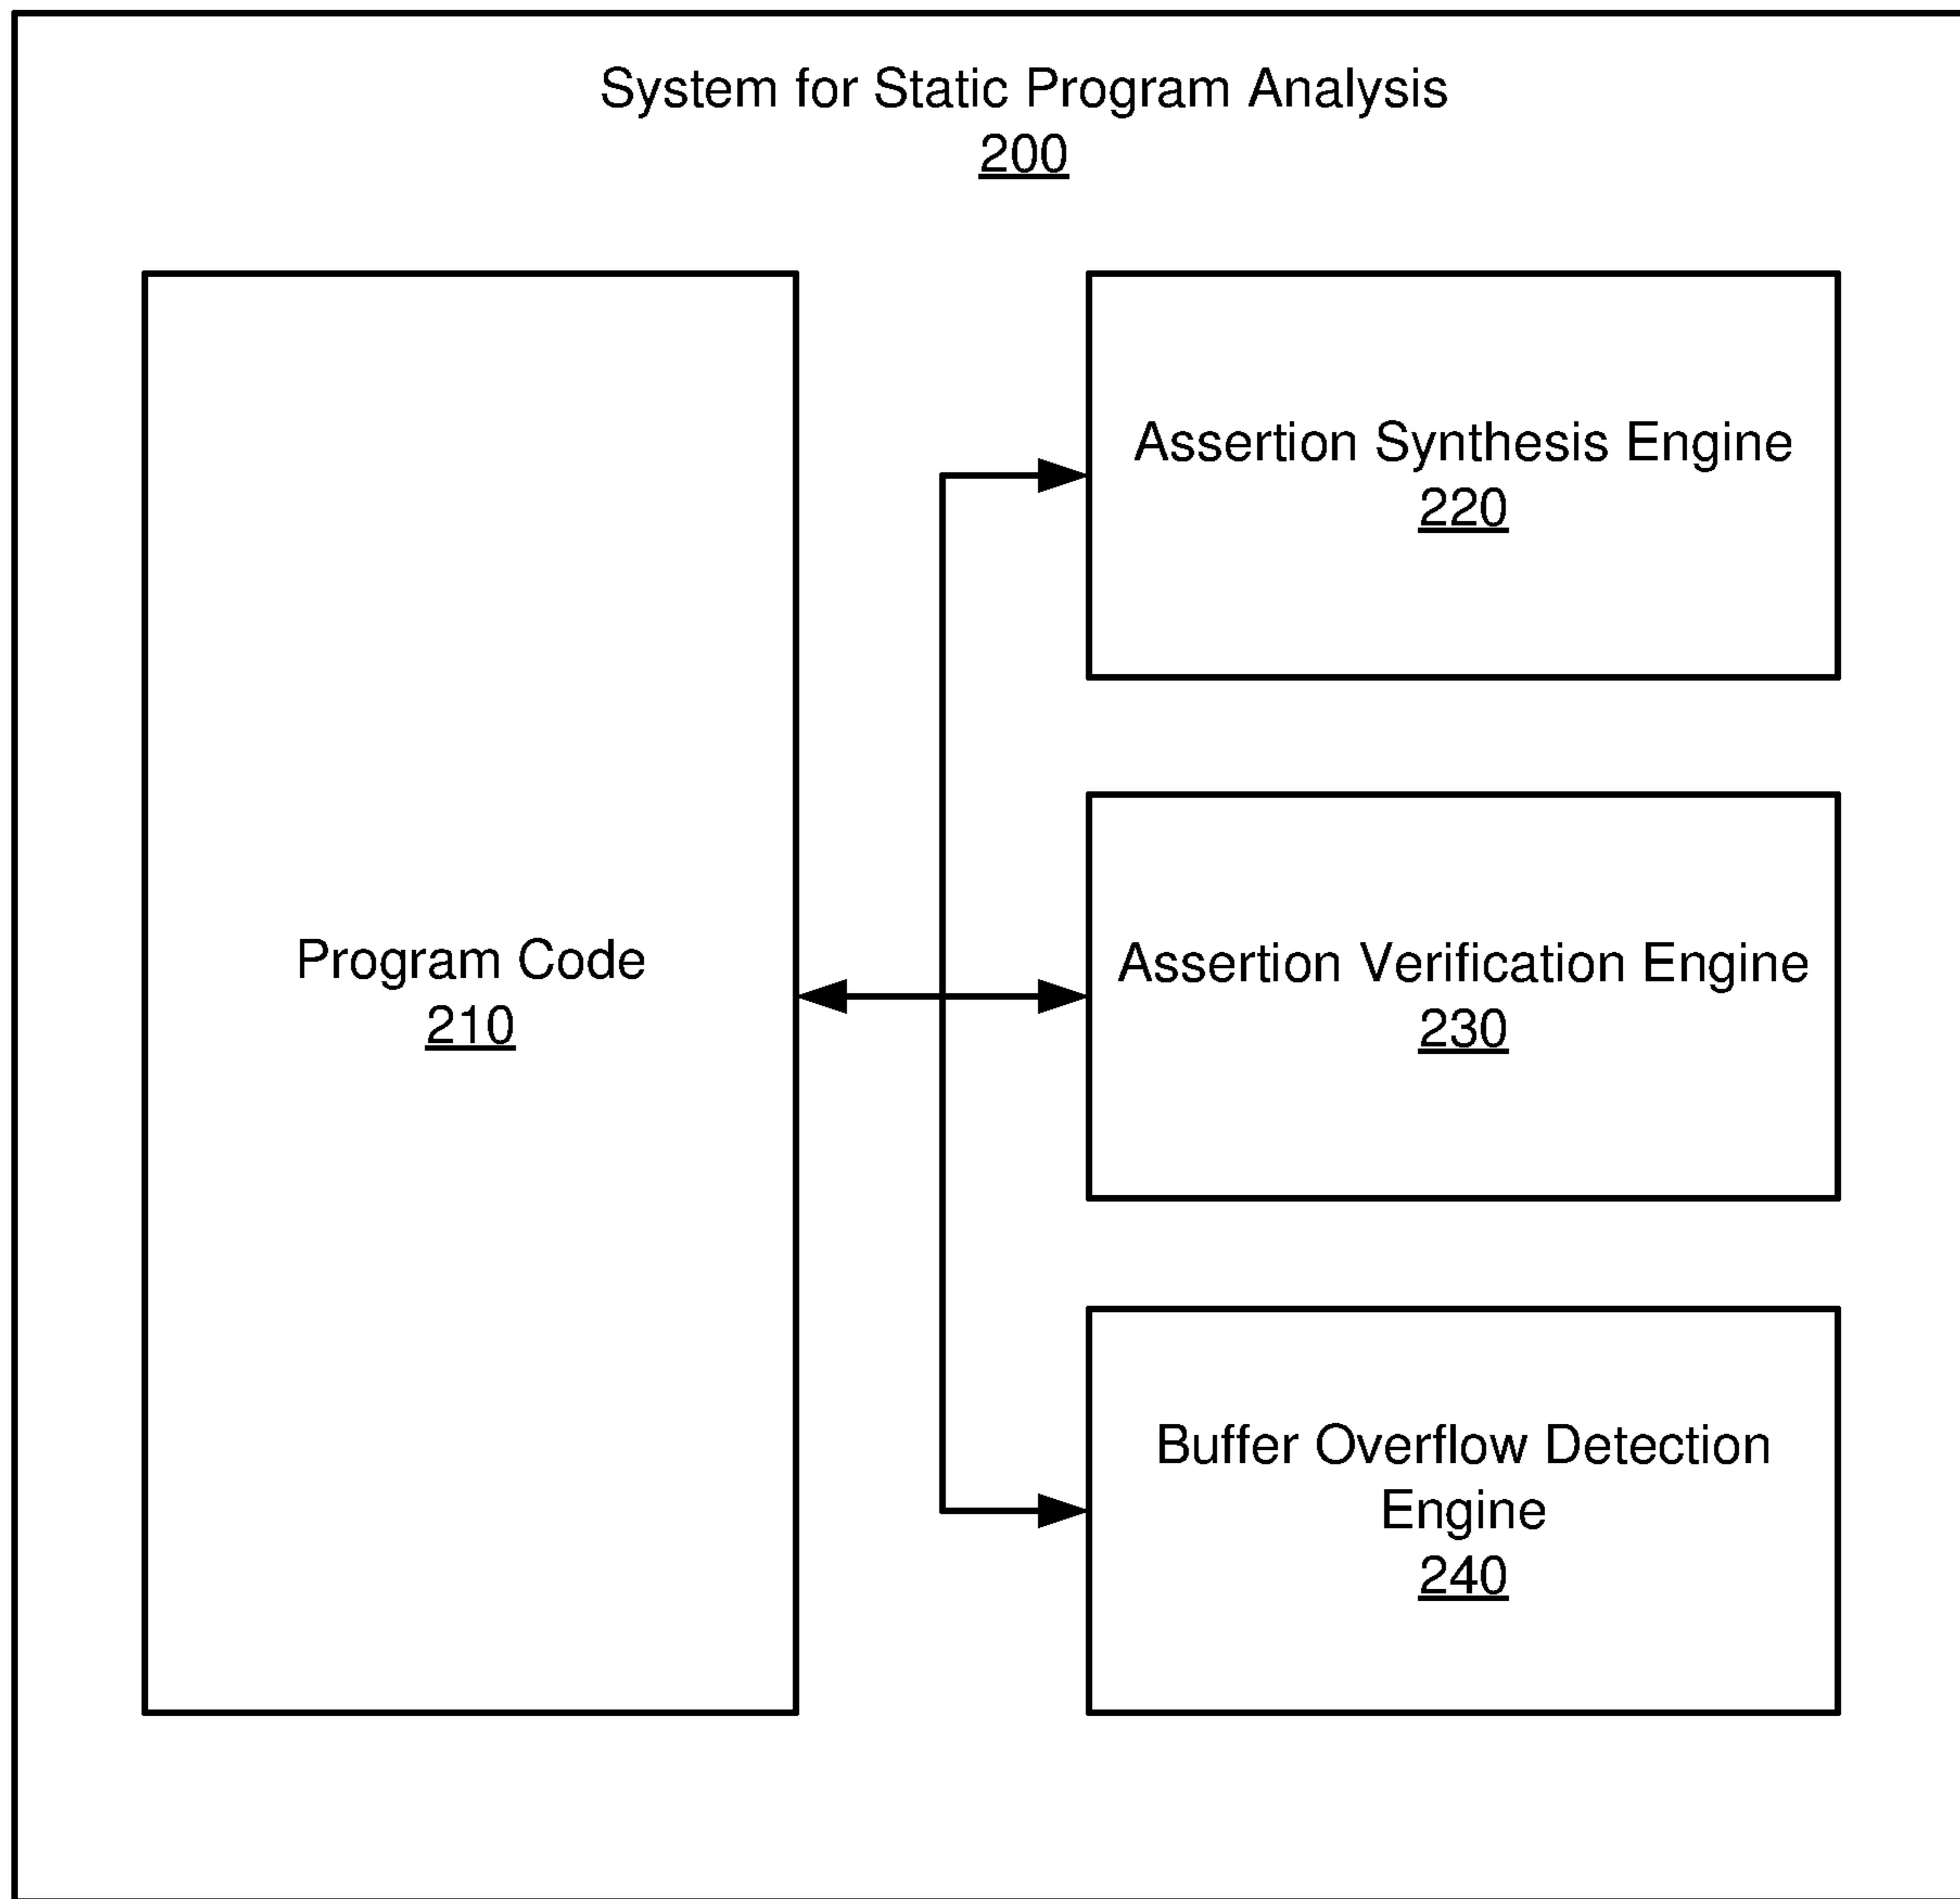 System for Static Program Analysis
200
Program Code
210
Assertion Synthesis Engine
220
Assertion Verification Engine
230
Buffer Overflow Detection
Engine
240